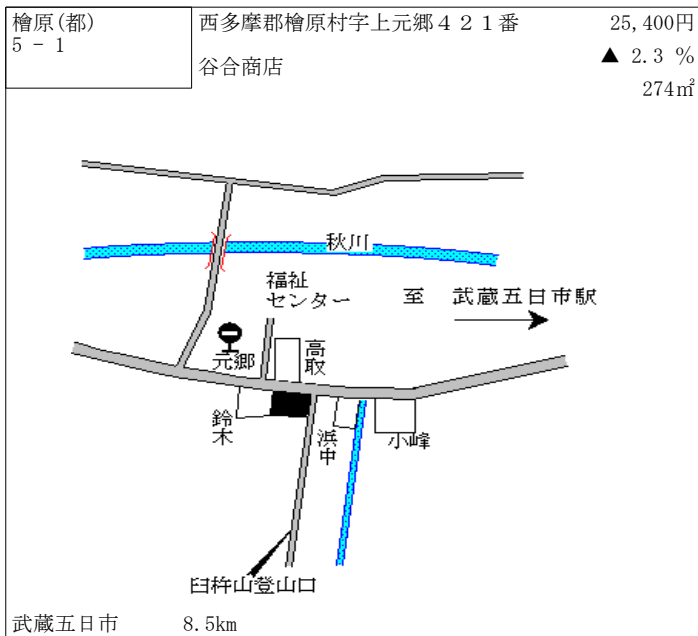 檜原(都)
5 - 1
西多摩郡檜原村字上元郷４２１番
谷合商店
25,400円
▲ 2.3 %
274㎡
秋川
福祉
センター
至 武蔵五日市駅
元郷
高取
鈴木
浜中
小峰
臼杵山登山口
武蔵五日市 8.5km